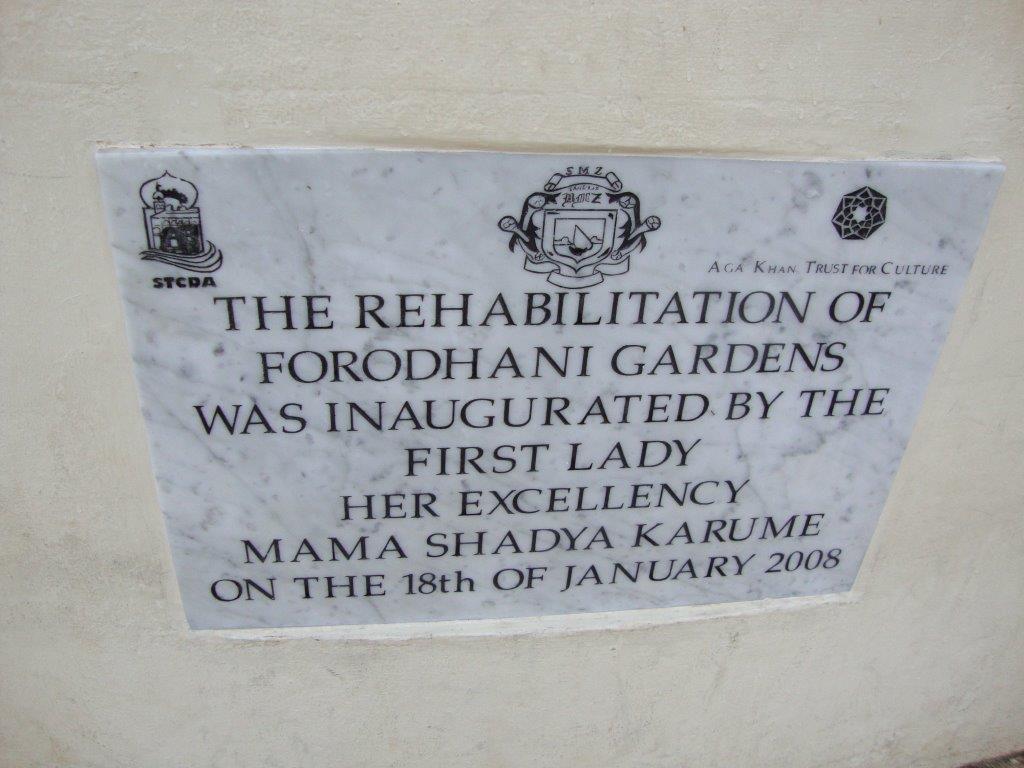 STCDA
SMZ
AGA KHAN TRUST FOR CULTURE
THE REHABILITATION OF
FORODHANI GARDENS
WAS INAUGURATED BY THE
FIRST LADY
HER EXCELLENCY
MAMA SHADYA KARUME
ON THE 18th OF JANUARY 2008